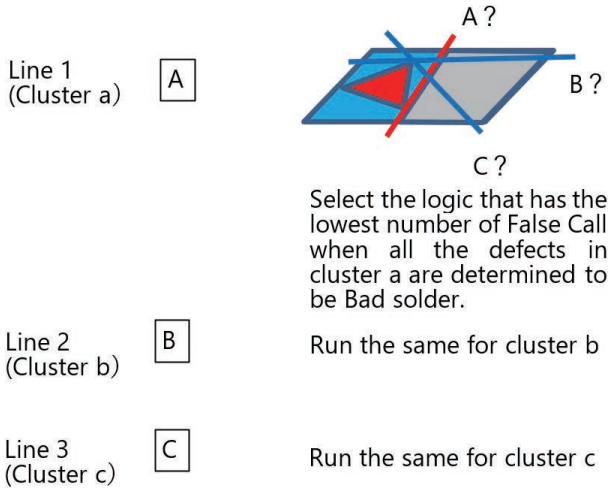 A ?
Line 1
(Cluster a)
A
B ?
C ?
Select the logic that has the
lowest number of False Call
when all the defects in
cluster a are determined to
be Bad solder.
Line 2
(Cluster b)
B
Run the same for cluster b
Line 3
(Cluster c)
C
Run the same for cluster c